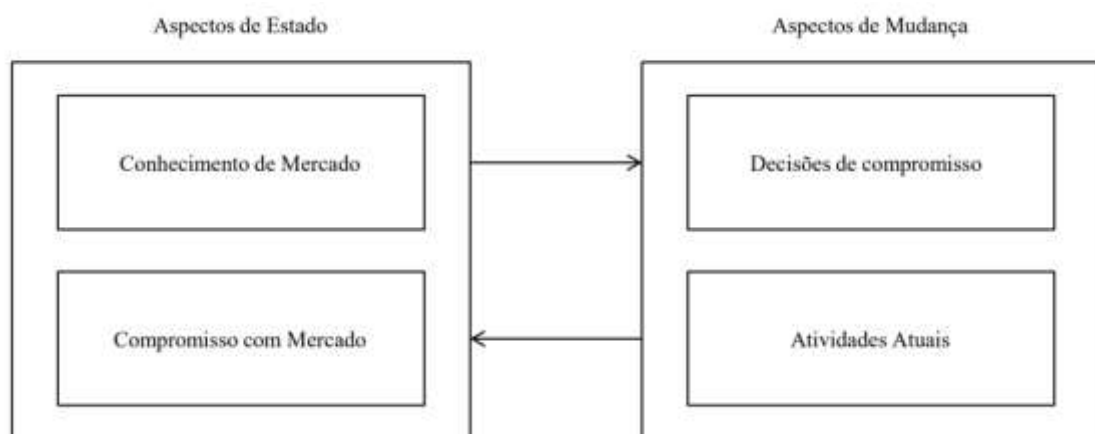 Aspectos de Estado
Aspectos de Mudança
Conhecimento de Mercado
Decisões de compromisso
Compromisso com Mercado
Atividades Atuais